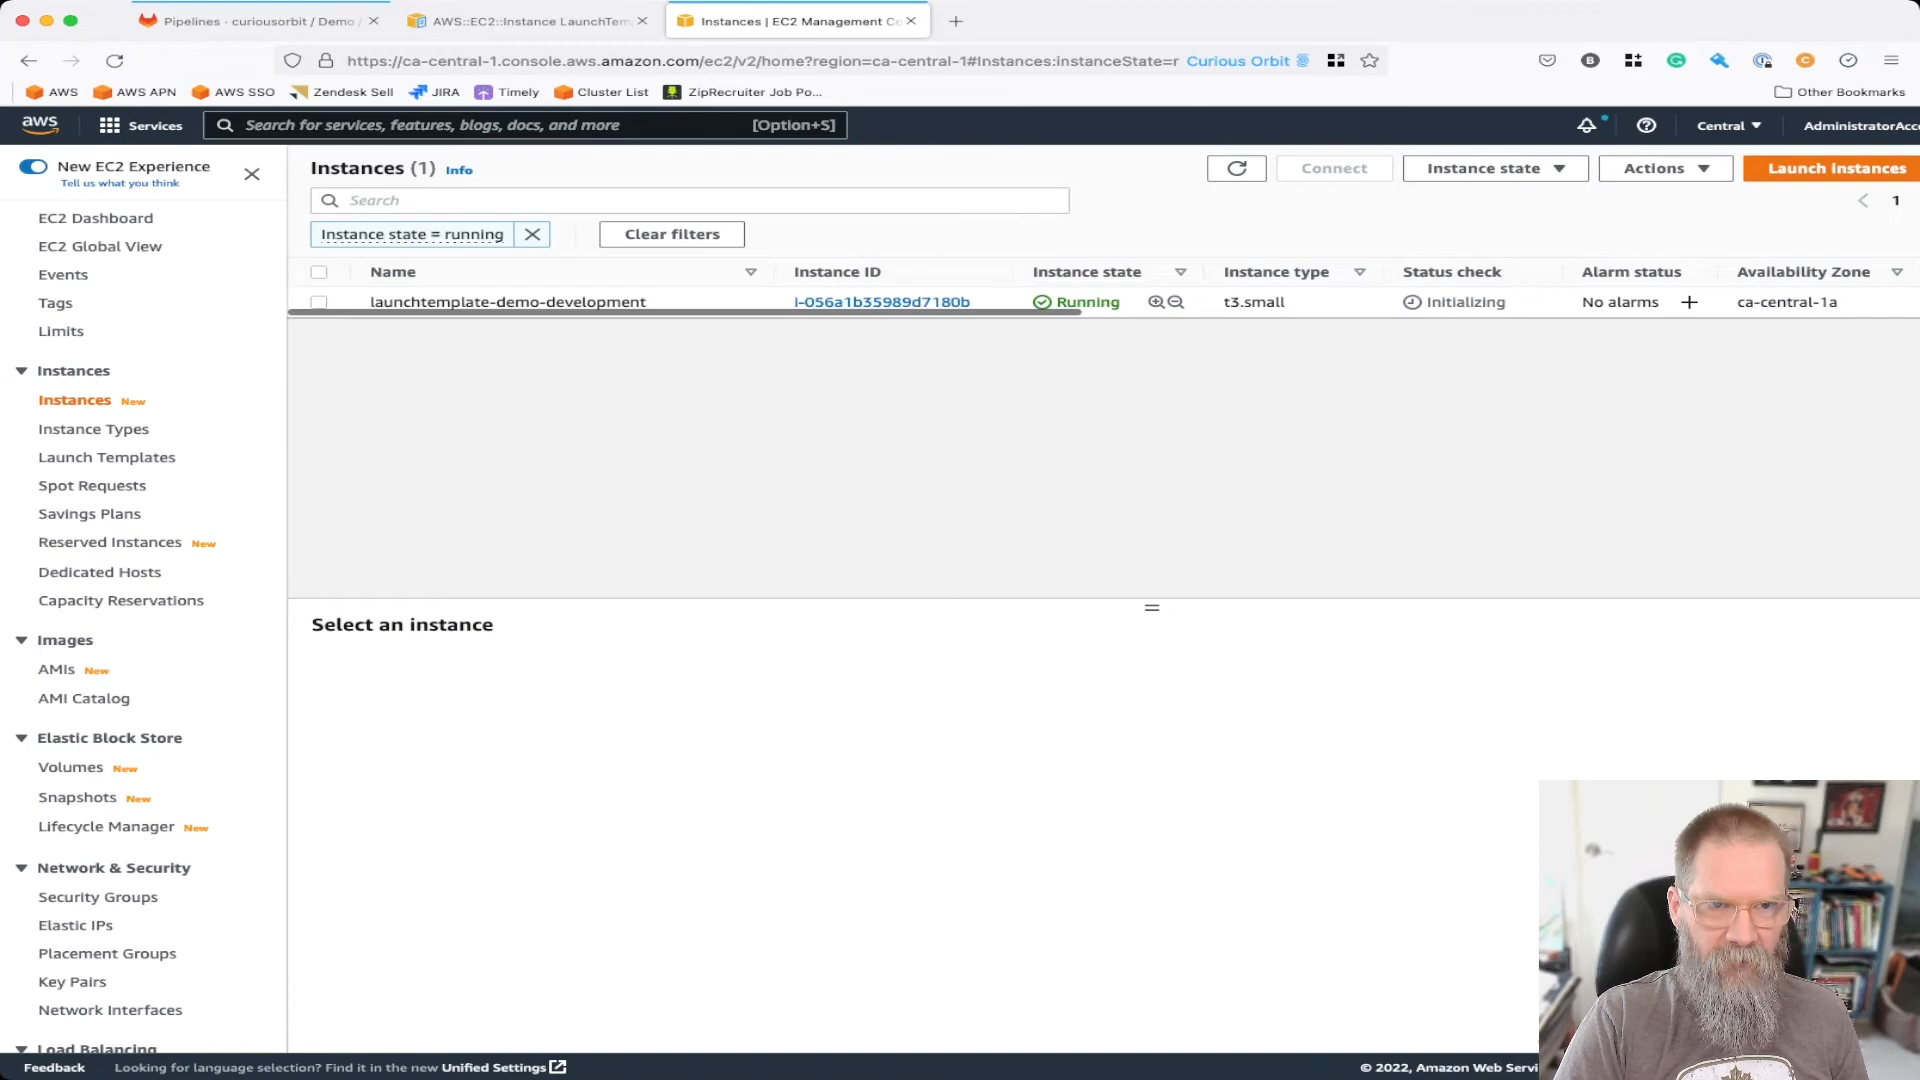 Pipelines · curiousorbit / Demo /
AWS::EC2::Instance LaunchTem
Instances | EC2 Management Co
https://ca-central-1.console.aws.amazon.com/ec2/v2/home?region=ca-central-1#Instances:instanceState=r
Curious Orbit
AWS
AWS APN
AWS SSO
Zendesk Sell
JIRA
Timely
Cluster List
ZipRecruiter Job Po...
Other Bookmarks
aws
Services
Search for services, features, blogs, docs, and more
[Option+S]
Central
AdministratorAcc
New EC2 Experience
Tell us what you think
EC2 Dashboard
EC2 Global View
Events
Tags
Limits
Instances
Instances New
Instance Types
Launch Templates
Spot Requests
Savings Plans
Reserved Instances New
Dedicated Hosts
Capacity Reservations
Images
AMIs New
AMI Catalog
Elastic Block Store
Volumes New
Snapshots New
Lifecycle Manager New
Network & Security
Security Groups
Elastic IPs
Placement Groups
Key Pairs
Network Interfaces
Load Balancing
Instances (1) Info
Connect
Instance state
Actions
Launch instances
Search
1
Instance state = running
Clear filters
Name
Instance ID
Instance state
Instance type
Status check
Alarm status
Availability Zone
launchtemplate-demo-development
i-056a1b35989d7180b
Running
t3.small
Initializing
No alarms
ca-central-1a
Select an instance
Feedback
Looking for language selection? Find it in the new Unified Settings
© 2022, Amazon Web Servi